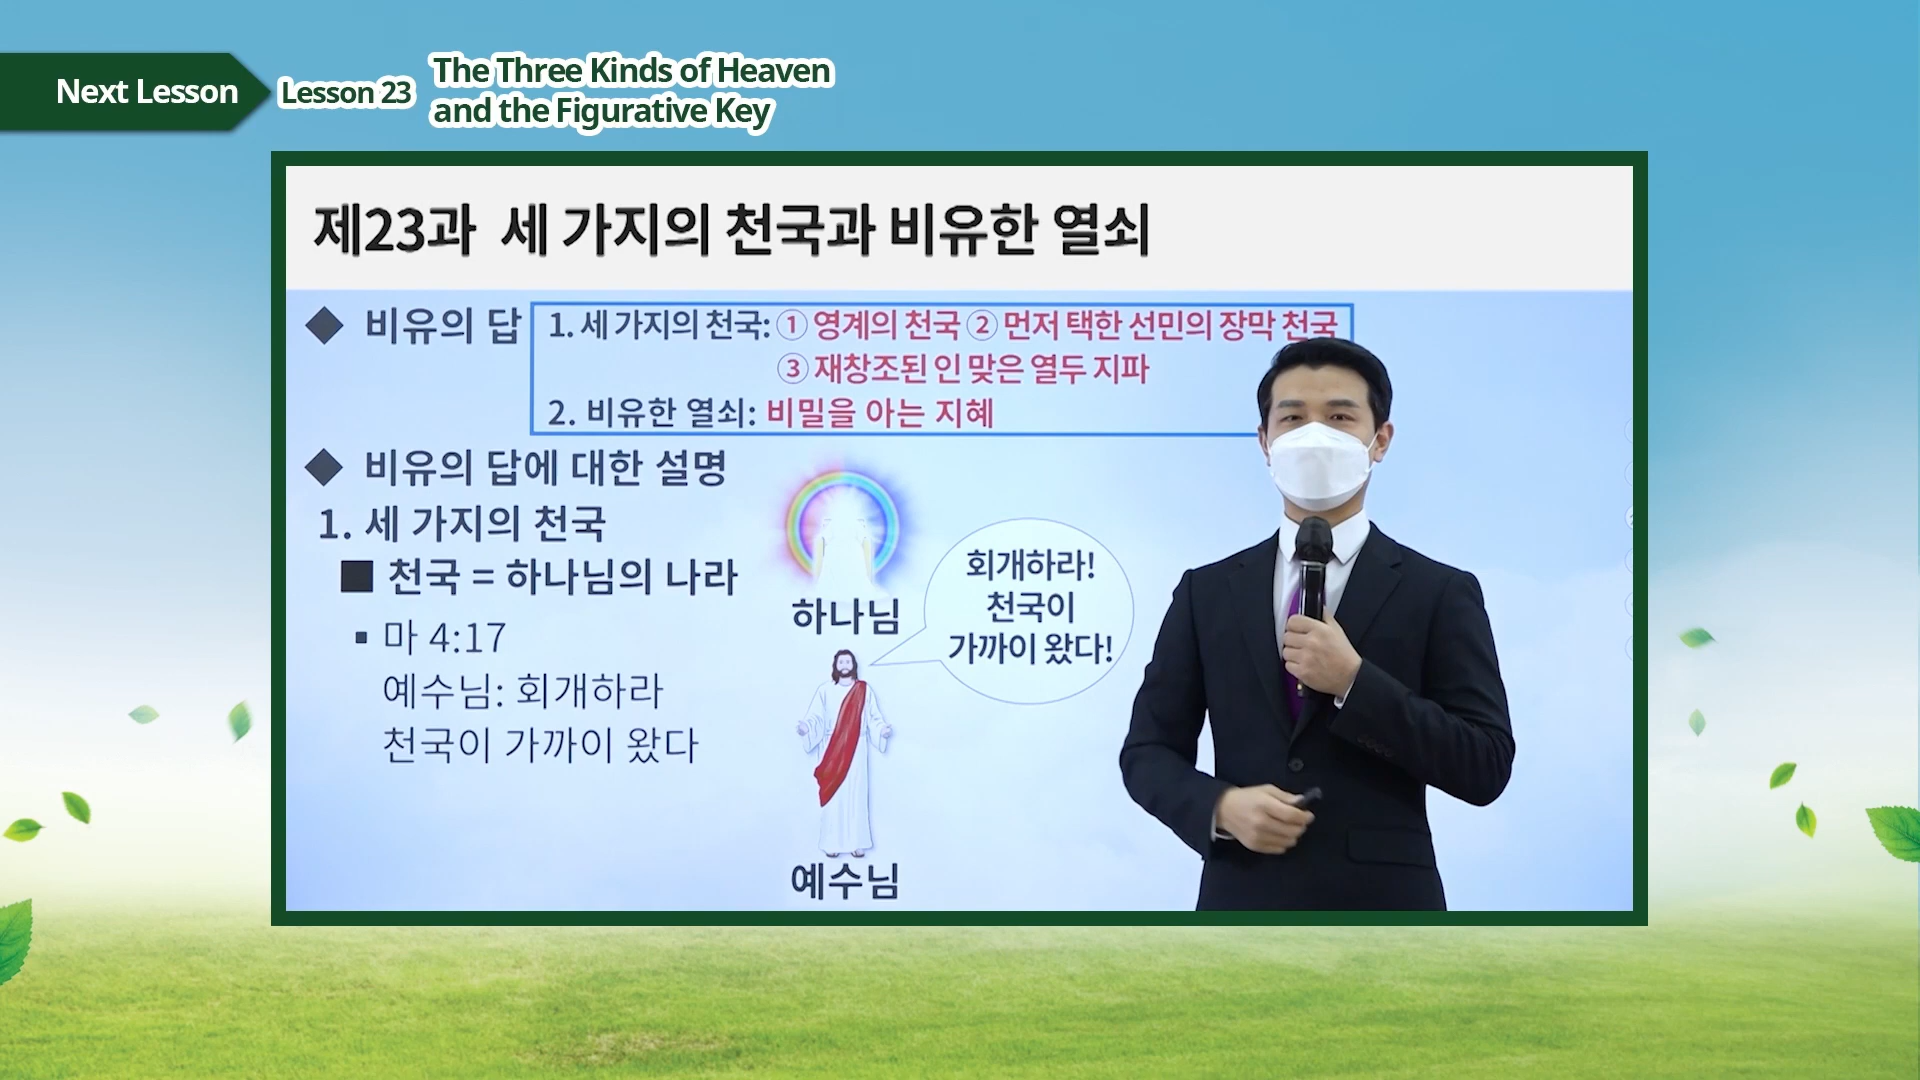 Next Lesson
Lesson 23
The Three Kinds of Heaven
and the Figurative Key
제23과 세 가지의 천국과 비유한 열쇠
◆ 비유의 답
1. 세 가지의 천국: ① 영계의 천국 ② 먼저 택한 선민의 장막 천국
③ 재창조된 인 맞은 열두 지파
2. 비유한 열쇠: 비밀을 아는 지혜
◆ 비유의 답에 대한 설명
1. 세 가지의 천국
■ 천국 = 하나님의 나라
▪ 마 4:17
예수님: 회개하라
천국이 가까이 왔다
하나님
회개하라!
천국이
가까이 왔다!
예수님